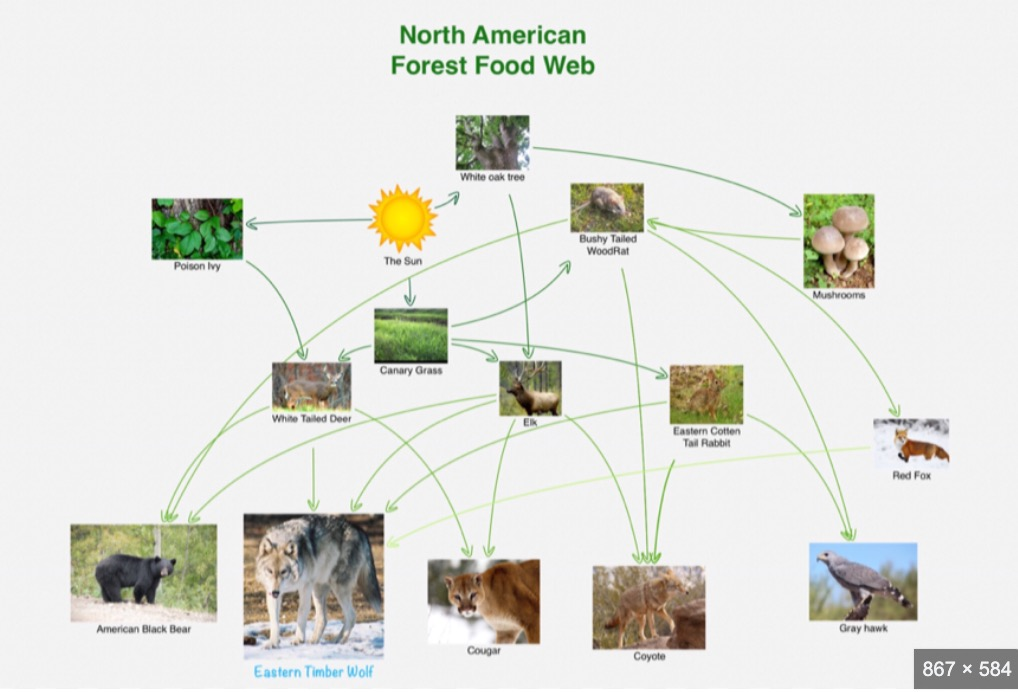 North American
Forest Food Web
White oak tree
Poison Ivy
The Sun
Bushy Tailed
WoodRat
Mushrooms
Canary Grass
White Tailed Deer
Elk
Eastern Cotten
Tail Rabbit
Red Fox
American Black Bear
Eastern Timber Wolf
Cougar
Coyote
Gray hawk
867 × 584